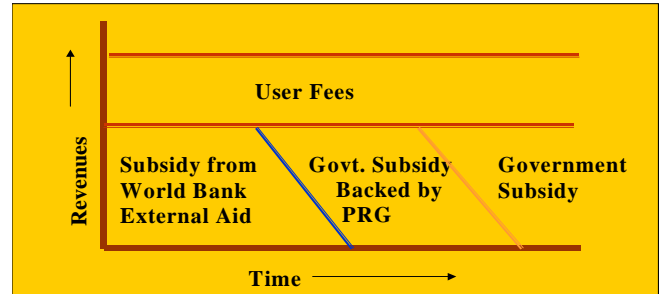 User Fees
Revenues
Subsidy from
World Bank
External Aid
Govt. Subsidy
Backed by
PRG
Government
Subsidy
Time